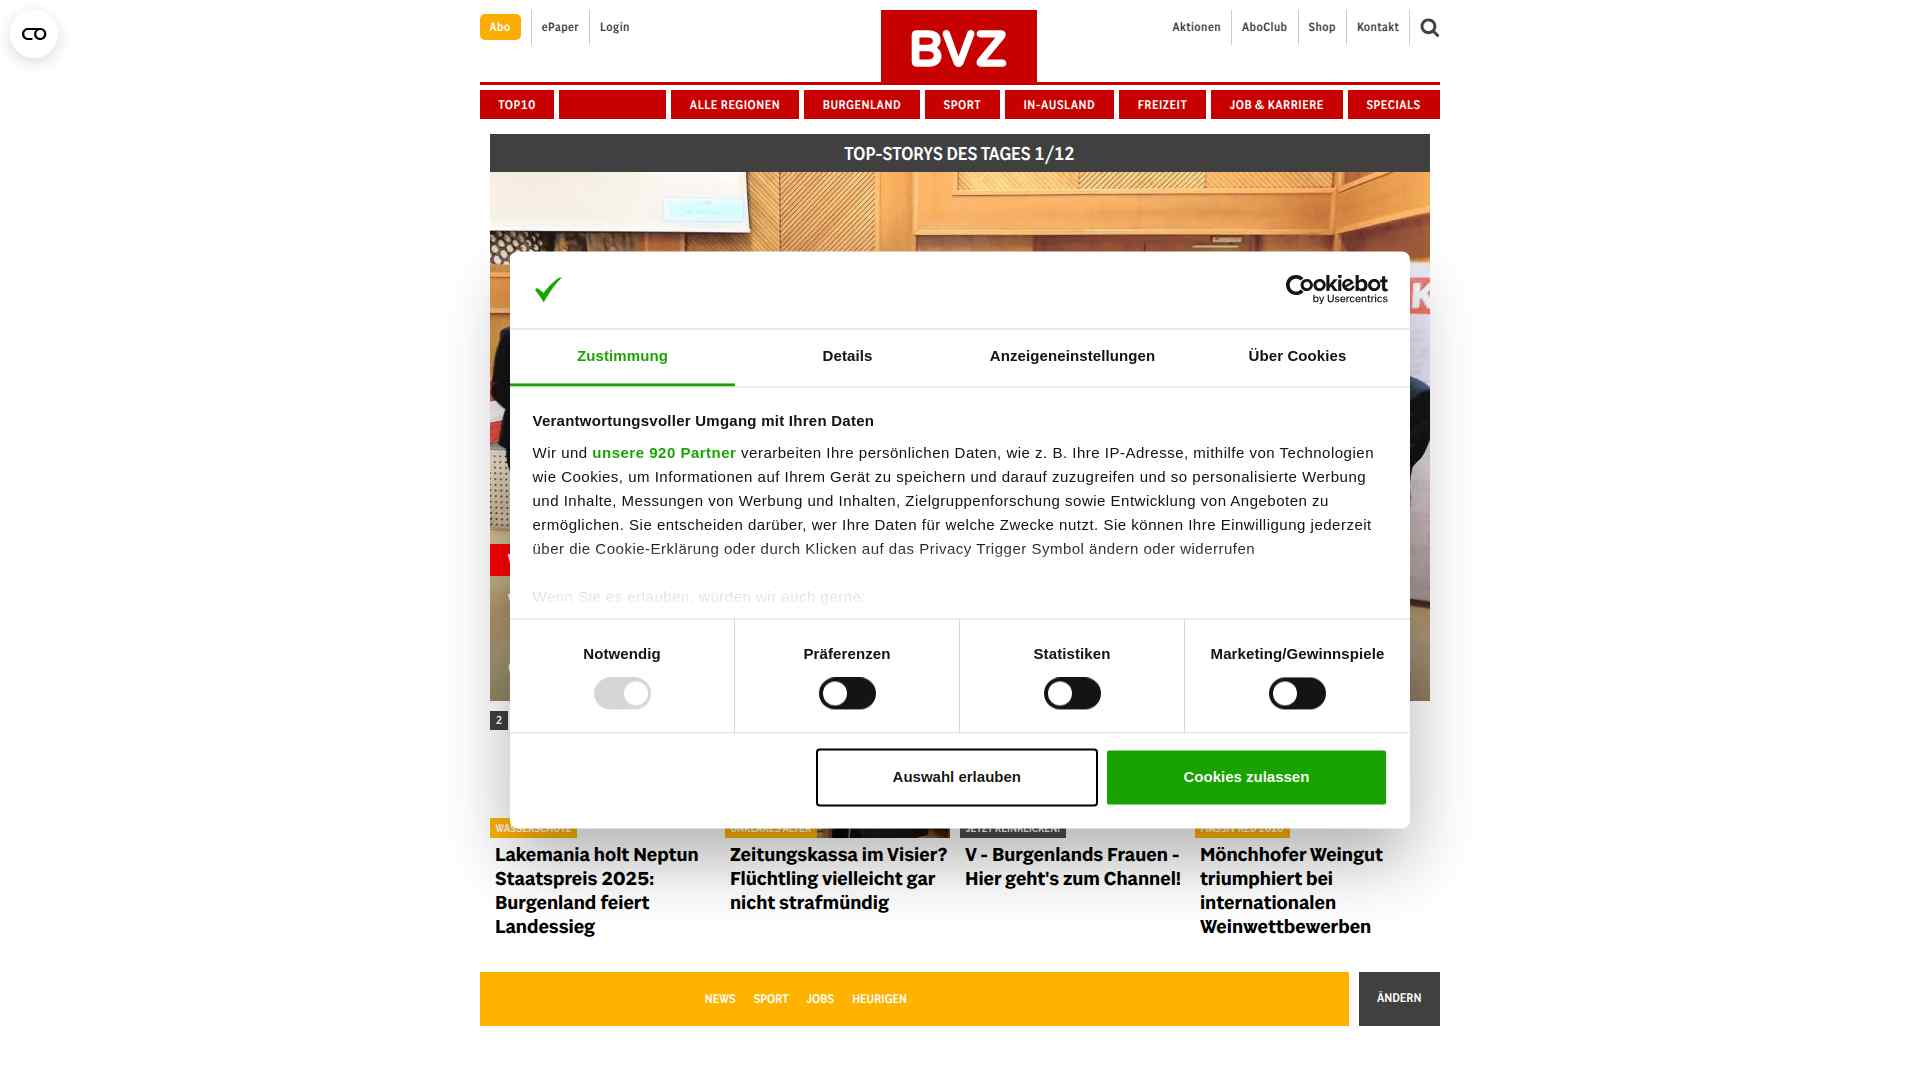 Abo
ePaper
Login
BVZ
Aktionen
AboClub
Shop
Kontakt
TOP10
ALLE REGIONEN
BURGENLAND
SPORT
IN-AUSLAND
FREIZEIT
JOB & KARRIERE
SPECIALS
TOP-STORYS DES TAGES 1/12
Cookiebot
by Usercentrics
Zustimmung
Details
Anzeigeneinstellungen
Über Cookies
Verantwortungsvoller Umgang mit Ihren Daten
Wir und unsere 920 Partner verarbeiten Ihre persönlichen Daten, wie z. B. Ihre IP-Adresse, mithilfe von Technologien
wie Cookies, um Informationen auf Ihrem Gerät zu speichern und darauf zuzugreifen und so personalisierte Werbung
und Inhalte, Messungen von Werbung und Inhalten, Zielgruppenforschung sowie Entwicklung von Angeboten zu
ermöglichen. Sie entscheiden darüber, wer Ihre Daten für welche Zwecke nutzt. Sie können Ihre Einwilligung jederzeit
über die Cookie-Erklärung oder durch Klicken auf das Privacy Trigger Symbol ändern oder widerrufen
Wenn Sie es erlauben, würden wir auch gerne:
Notwendig
Präferenzen
Statistiken
Marketing/Gewinnspiele
2
Auswahl erlauben
Cookies zulassen
WASSERSCHUTZ
UNKLARES ALTER
JETZT REINKLICKEN!
Lakemania holt Neptun
Staatspreis 2025:
Burgenland feiert
Landessieg
Zeitungskassa im Visier?
Flüchtling vielleicht gar
nicht strafmündig
V - Burgenlands Frauen -
Hier geht's zum Channel!
Mönchhofer Weingut
triumphiert bei
internationalen
Weinwettbewerben
NEWS
SPORT
JOBS
HEURIGEN
ÄNDERN